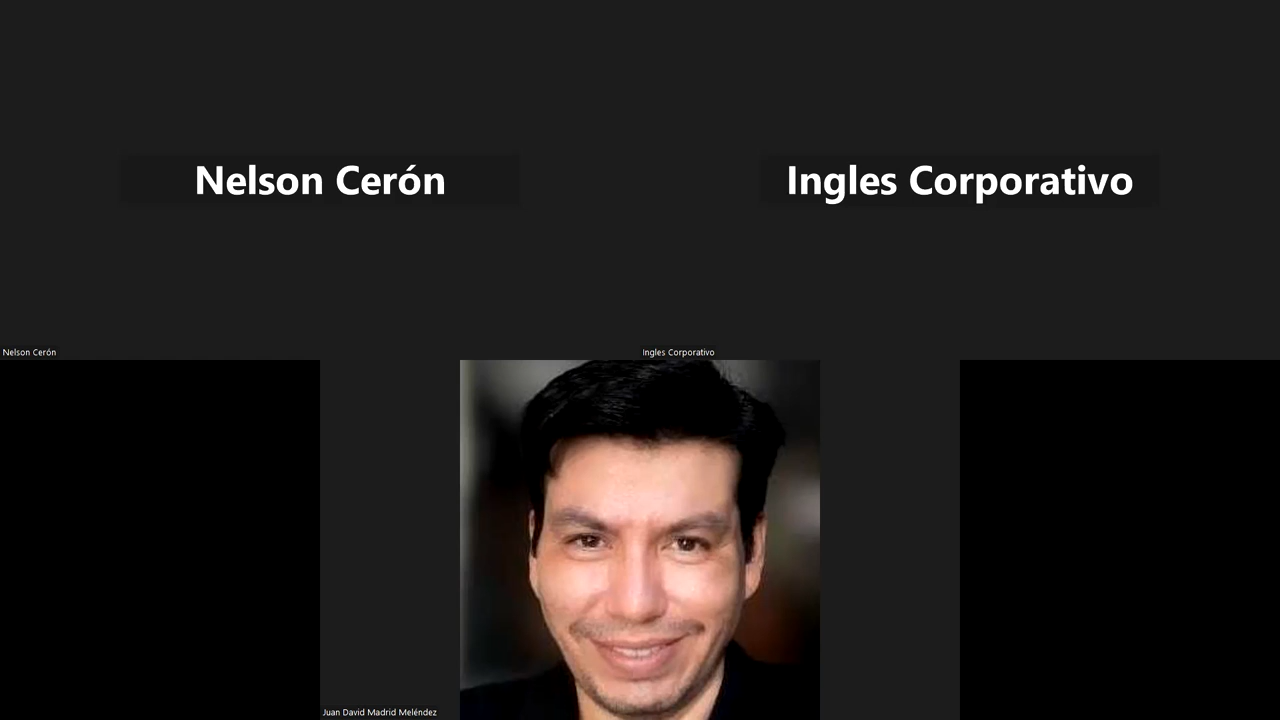 Nelson Cerón
Ingles Corporativo
Nelson Cerón
Ingles Corporativo
Juan David Madrid Meléndez